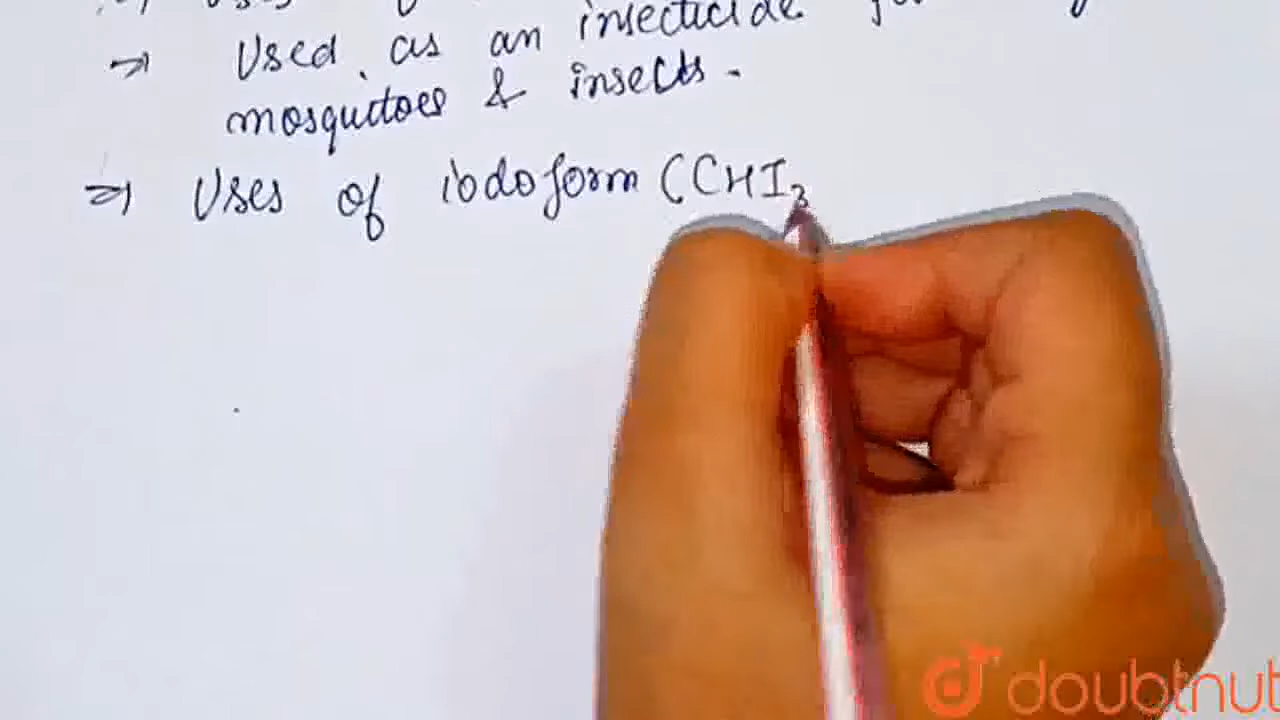 Used as an insecticide
mosquitoes & insects.
⇒ Uses of iodoform (CHI3
doubtnut